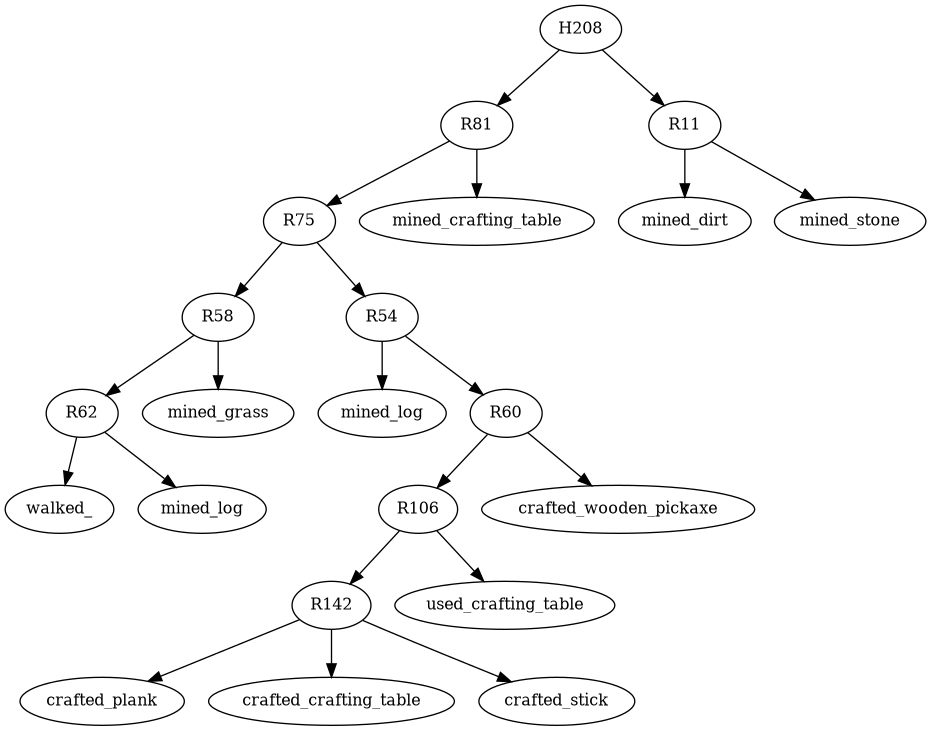 H208
R81
R11
R75
mined_crafting_table
mined_dirt
mined_stone
R58
R54
R62
mined_grass
mined_log
R60
walked_
mined_log
R106
crafted_wooden_pickaxe
R142
used_crafting_table
crafted_plank
crafted_crafting_table
crafted_stick